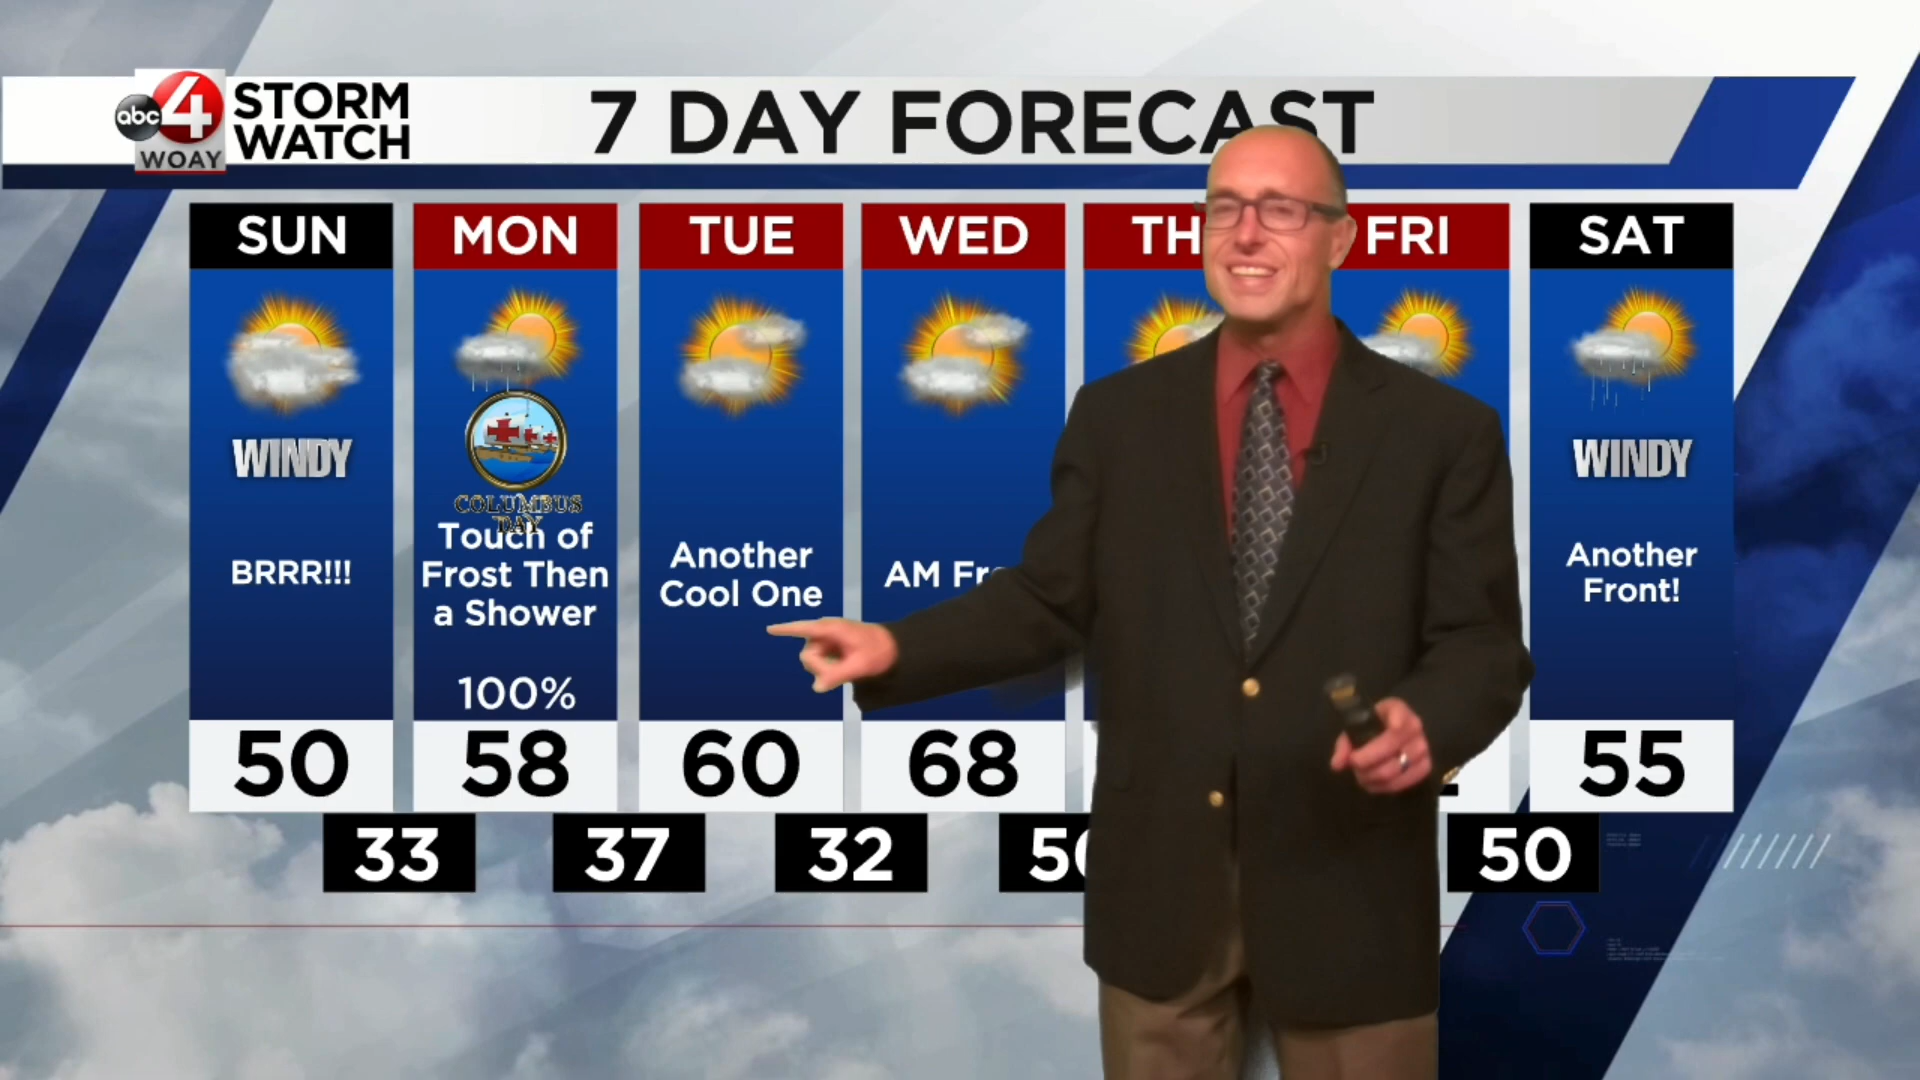 abc 4
WOAY
STORM
WATCH
7 DAY FORECAST
SUN
MON
TUE
WED
FRI
SAT
WINDY
COLUMBUS
DAY
WINDY
BRRR!!!
Touch of
Frost Then
a Shower
Another
Cool One
AM
Another
Front!
100%
50
58
60
68
55
33
37
32
50